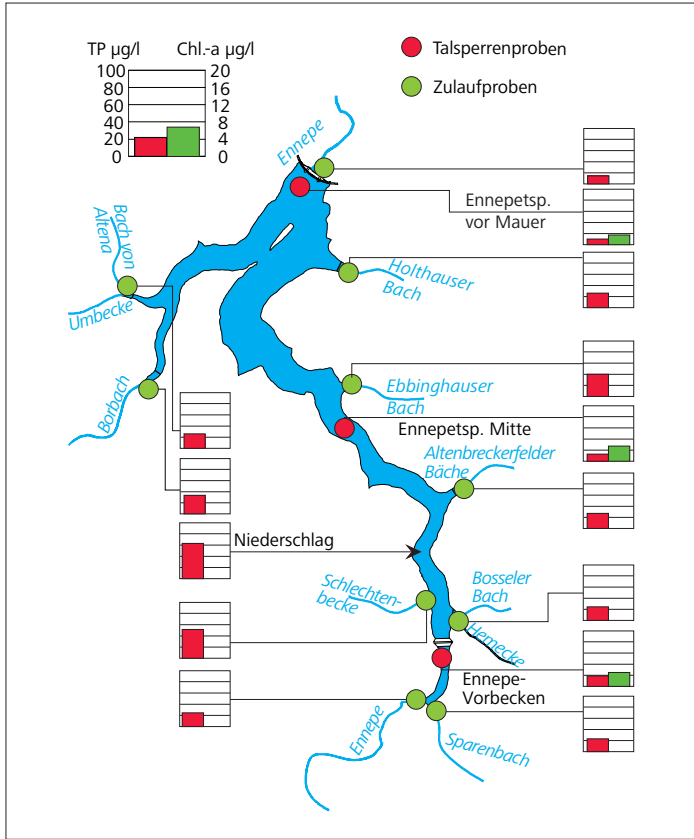 TP µg/l Chl.-a µg/l
100 20
80 16
60 12
40 8
20 4
0 0
Talsperrenproben
Zulaufproben
Ennepe
Ennepetsp.
vor Mauer
Bach von
Altena
Umbecke
Holthauser
Bach
Borbach
Ebbinghauser
Bach
Ennepetsp. Mitte
Altenbreckerfelder
Bäche
Niederschlag
Schlechten-
becke
Bosseler
Bach
Hemecke
Ennepe-
Vorbecken
Ennepe
Sparenbach